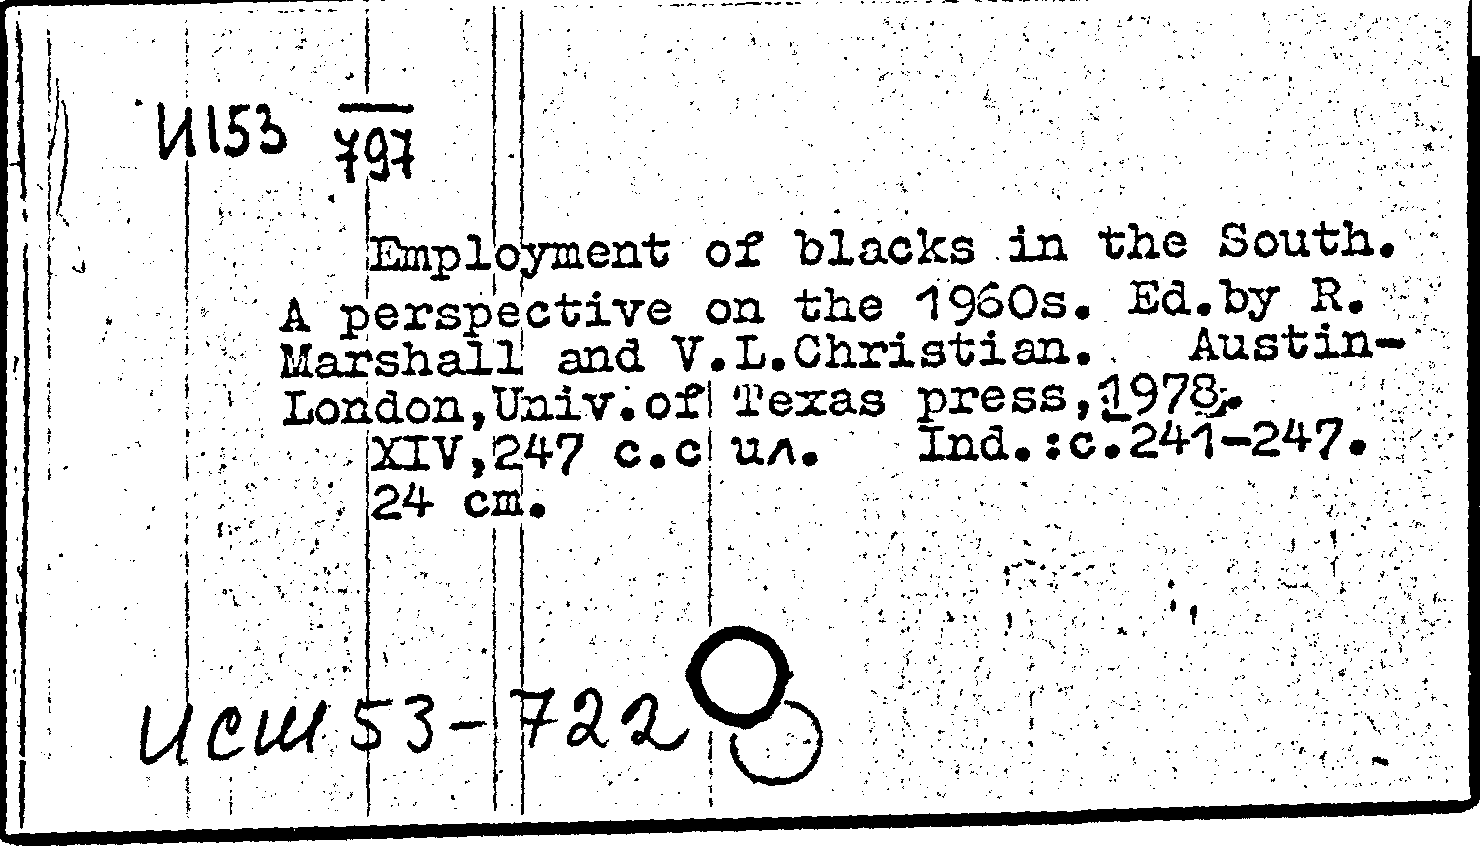 И153 797
Employment of blacks in the South.
A perspective on the 1960s. Ed.by R.
Marshall and V.L.Christian. Austin-
London,Univ.of Texas press,1978.
XIV,247 с.с ил. Ind.:с.241-247.
24 см.
ИСШ 53-722